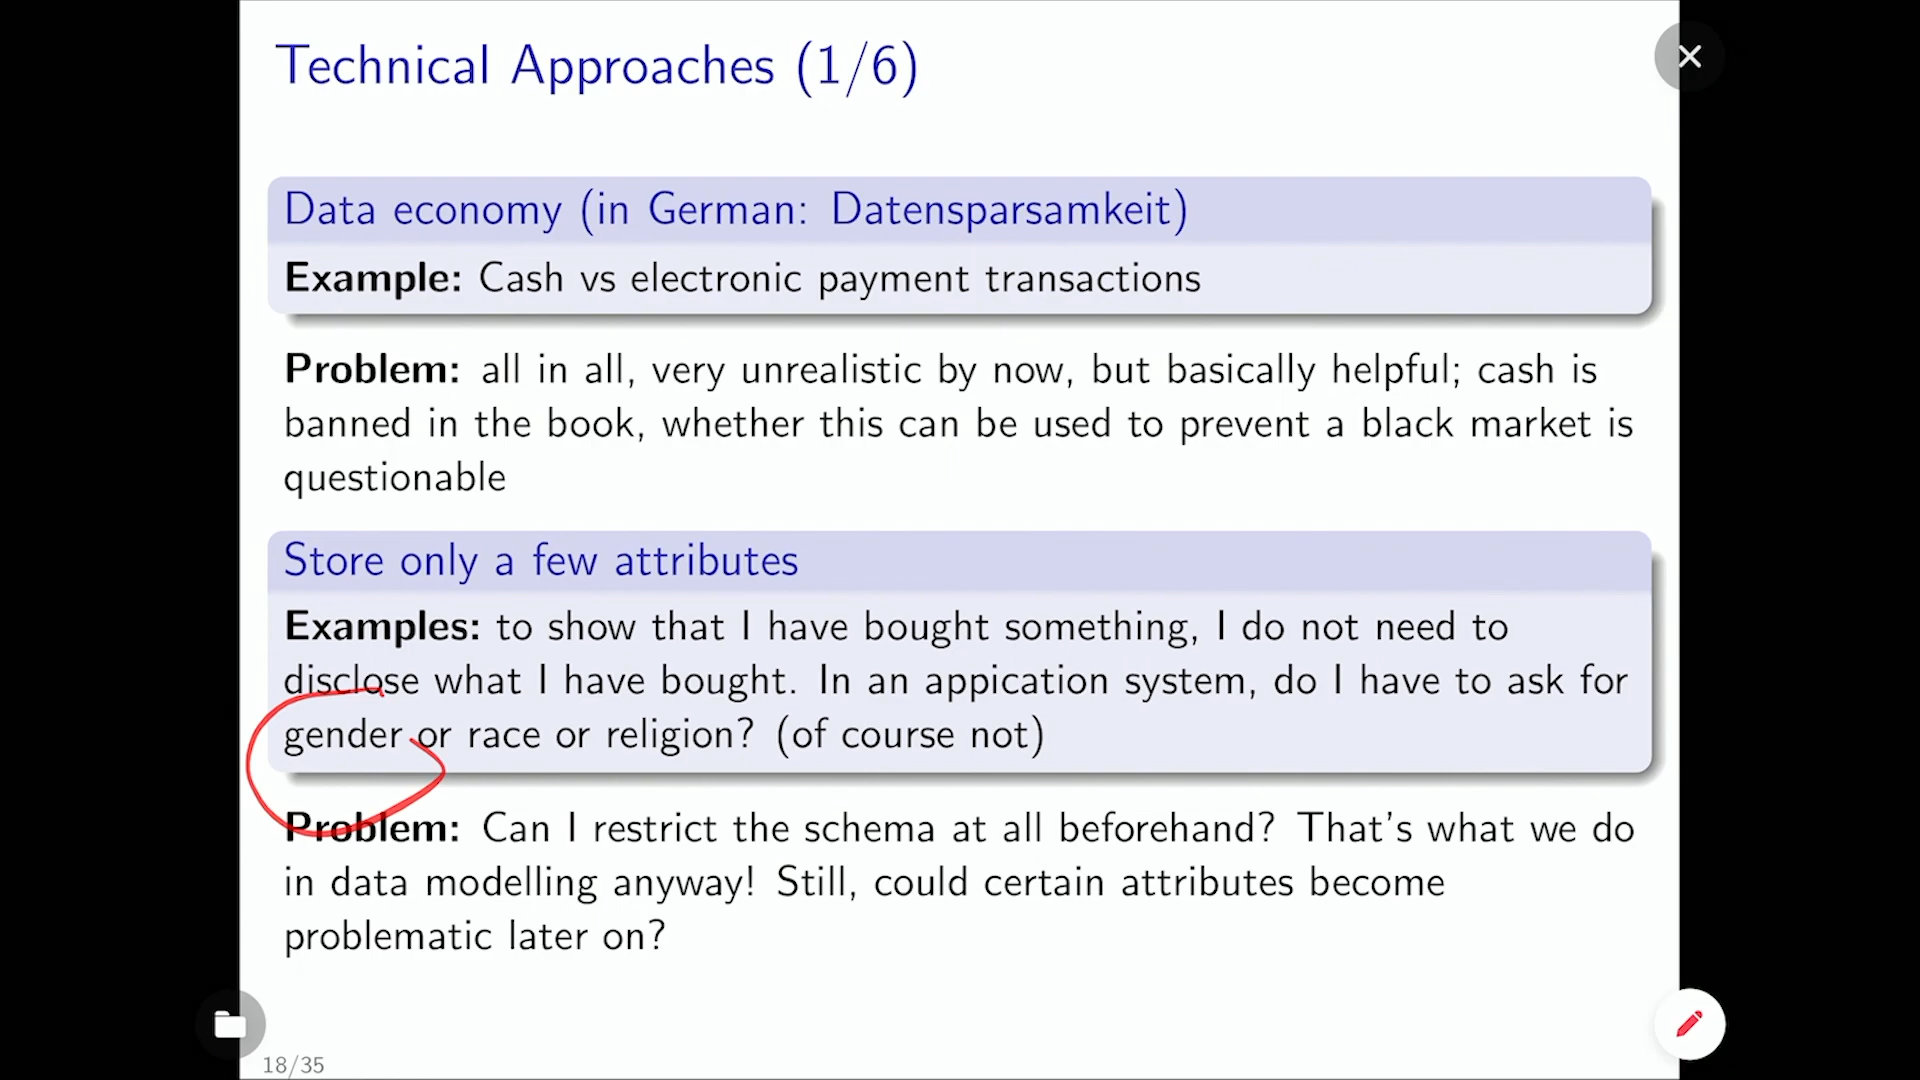 Technical Approaches (1/6)
Data economy (in German: Datensparsamkeit)
Example: Cash vs electronic payment transactions
Problem: all in all, very unrealistic by now, but basically helpful; cash is
banned in the book, whether this can be used to prevent a black market is
questionable
Store only a few attributes
Examples: to show that I have bought something, I do not need to
disclose what I have bought. In an appication system, do I have to ask for
gender or race or religion? (of course not)
Problem: Can I restrict the schema at all beforehand? That's what we do
in data modelling anyway! Still, could certain attributes become
problematic later on?
18/35